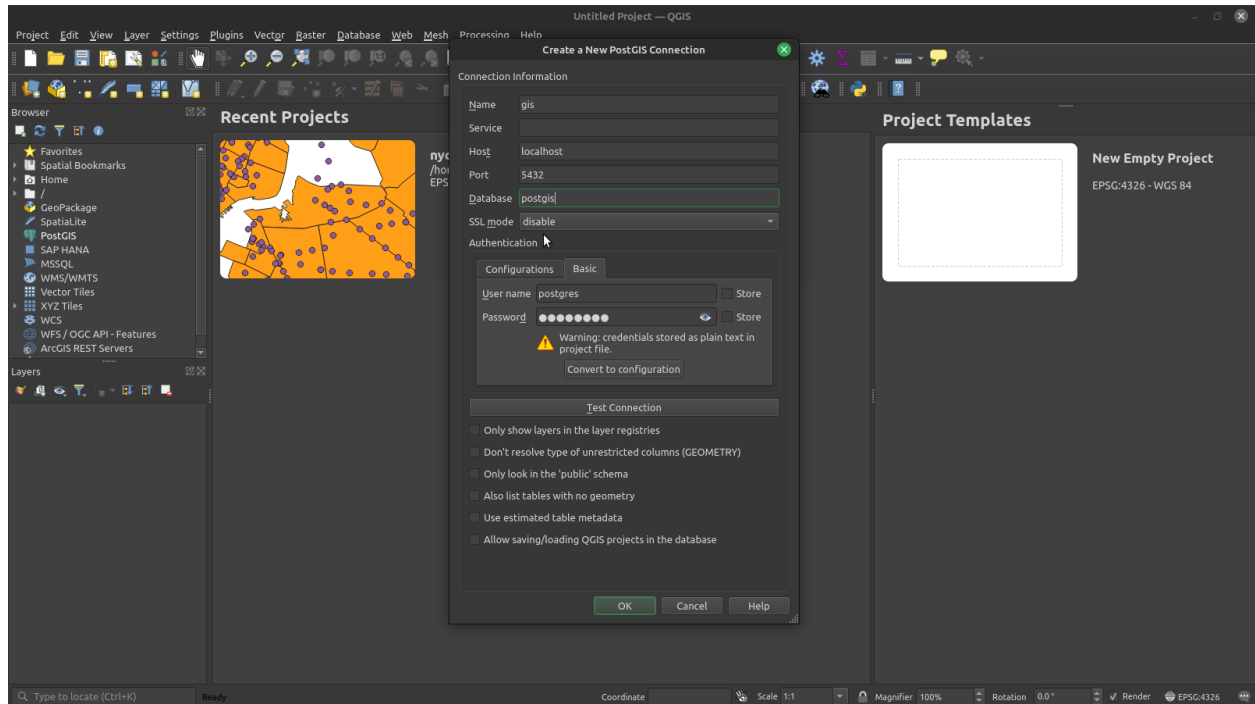 Untitled Project — QGIS
Project Edit View Layer Settings Plugins Vector Raster Database Web Mesh Processing Help
Create a New PostGIS Connection
Connection Information
Name gis
Service
Host localhost
Port 5432
Database postgis
SSL mode disable
Authentication
Configurations Basic
User name postgres Store
Password ●●●●●●●● Store
Warning: credentials stored as plain text in
project file.
Convert to configuration
Test Connection
Only show layers in the layer registries
Don't resolve type of unrestricted columns (GEOMETRY)
Only look in the 'public' schema
Also list tables with no geometry
Use estimated table metadata
Allow saving/loading QGIS projects in the database
OK Cancel Help
Browser
Favorites
Spatial Bookmarks
Home
/
GeoPackage
SpatiaLite
PostGIS
SAP HANA
MSSQL
WMS/WMTS
Vector Tiles
XYZ Tiles
WCS
WFS / OGC API - Features
ArcGIS REST Servers
Layers
Recent Projects
nyc
/ho
EPS
Project Templates
New Empty Project
EPSG:4326 - WGS 84
Type to locate (Ctrl+K) Ready Coordinate Scale 1:1 Magnifier 100% Rotation 0.0 ° Render EPSG:4326